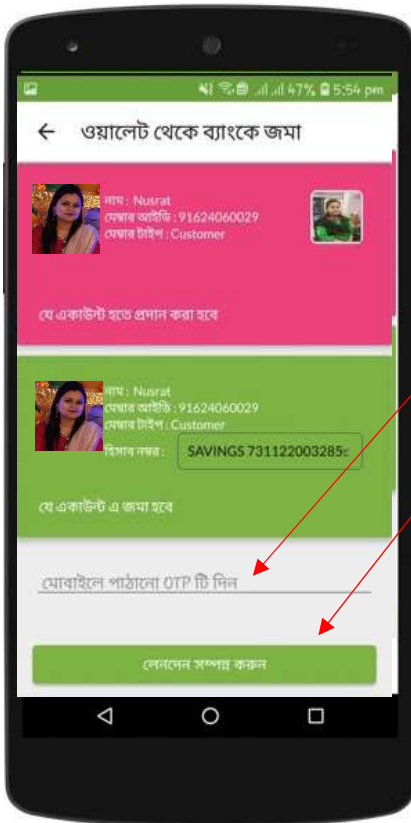 47% 5:54 pm
ওয়ালেট থেকে ব্যাংকে জমা
নাম : Nusrat
মেম্বার আইডি : 91624060029
মেম্বার টাইপ : Customer
যে একাউন্ট হতে প্রদান করা হবে
নাম : Nusrat
মেম্বার আইডি : 91624060029
মেম্বার টাইপ : Customer
হিসাব নম্বর : SAVINGS 731122003285
যে একাউন্ট এ জমা হবে
মোবাইলে পাঠানো OTP টি দিন
লেনদেন সম্পন্ন করুন